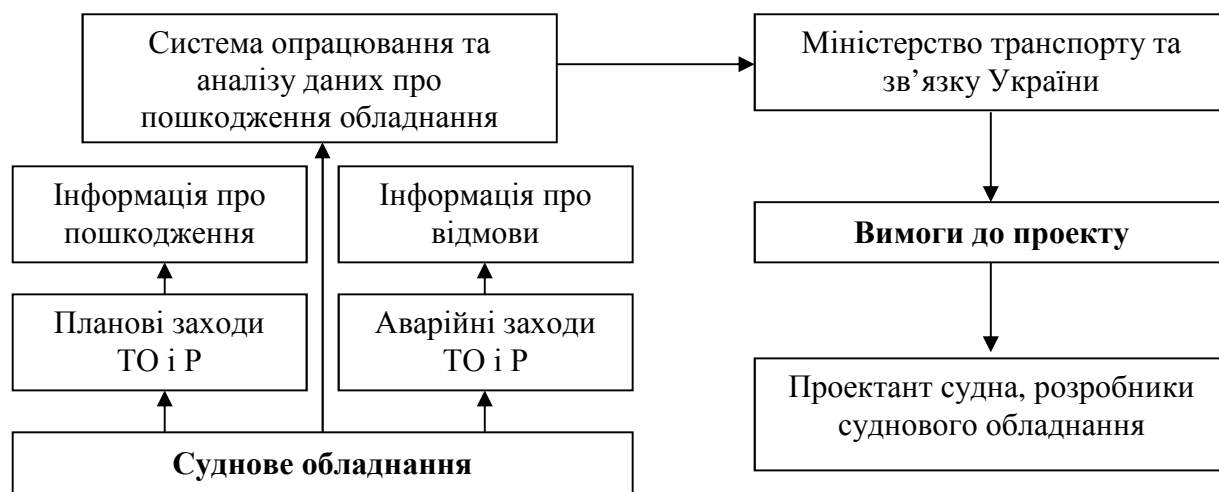 Система опрацювання та
аналізу даних про
пошкодження обладнання
Міністерство транспорту та
зв’язку України
Інформація про
пошкодження
Інформація про
відмови
Вимоги до проекту
Планові заходи
ТО і Р
Аварійні заходи
ТО і Р
Проектант судна, розробники
суднового обладнання
Суднове обладнання